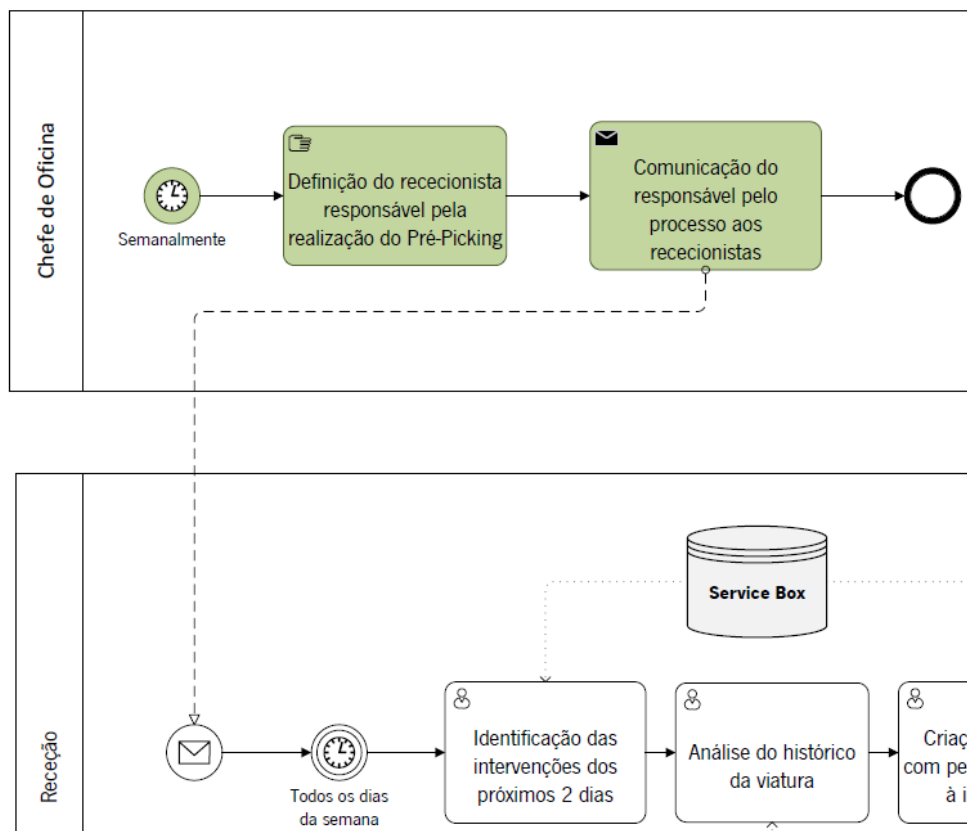 Chefe de Oficina
Semanalmente
Definição do rececionista
responsável pela
realização do Pré-Picking
Comunicação do
responsável pelo
processo aos
rececionistas
Receção
Service Box
Todos os dias
da semana
Identificação das
intervenções dos
próximos 2 dias
Análise do histórico
da viatura
com
à